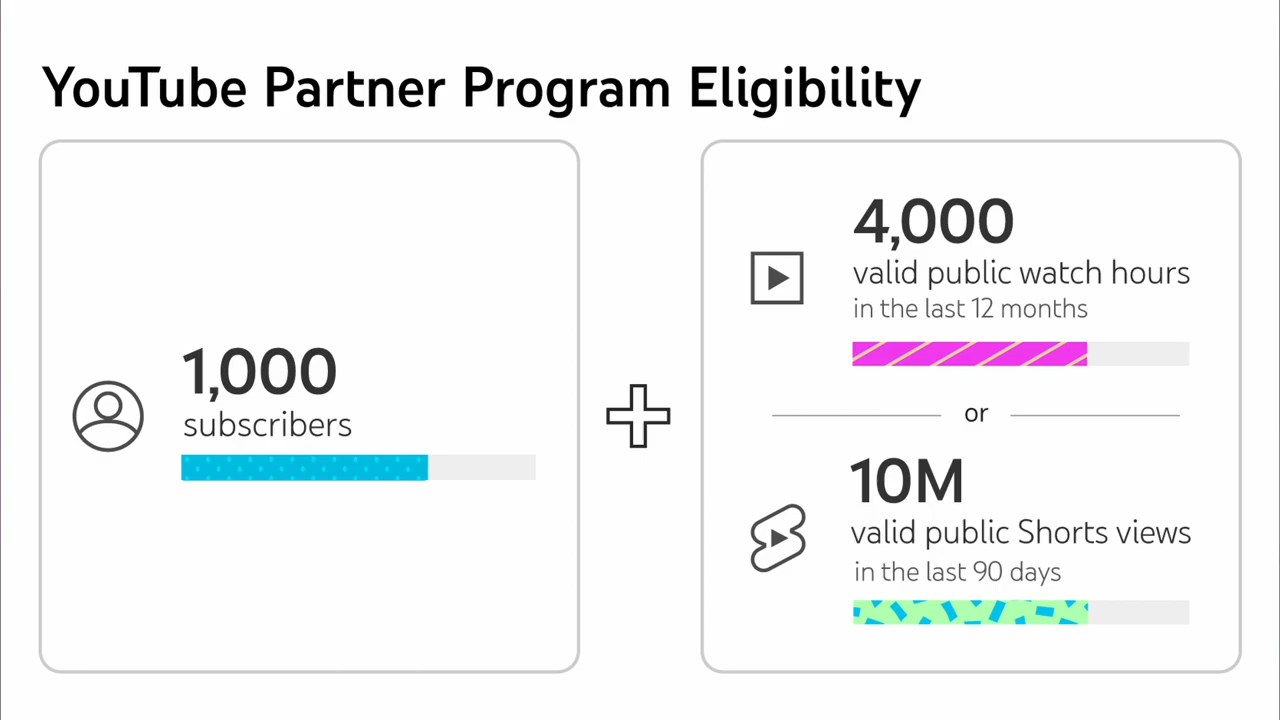 YouTube Partner Program Eligibility
1,000
subscribers
4,000
valid public watch hours
in the last 12 months
or
10M
valid public Shorts views
in the last 90 days